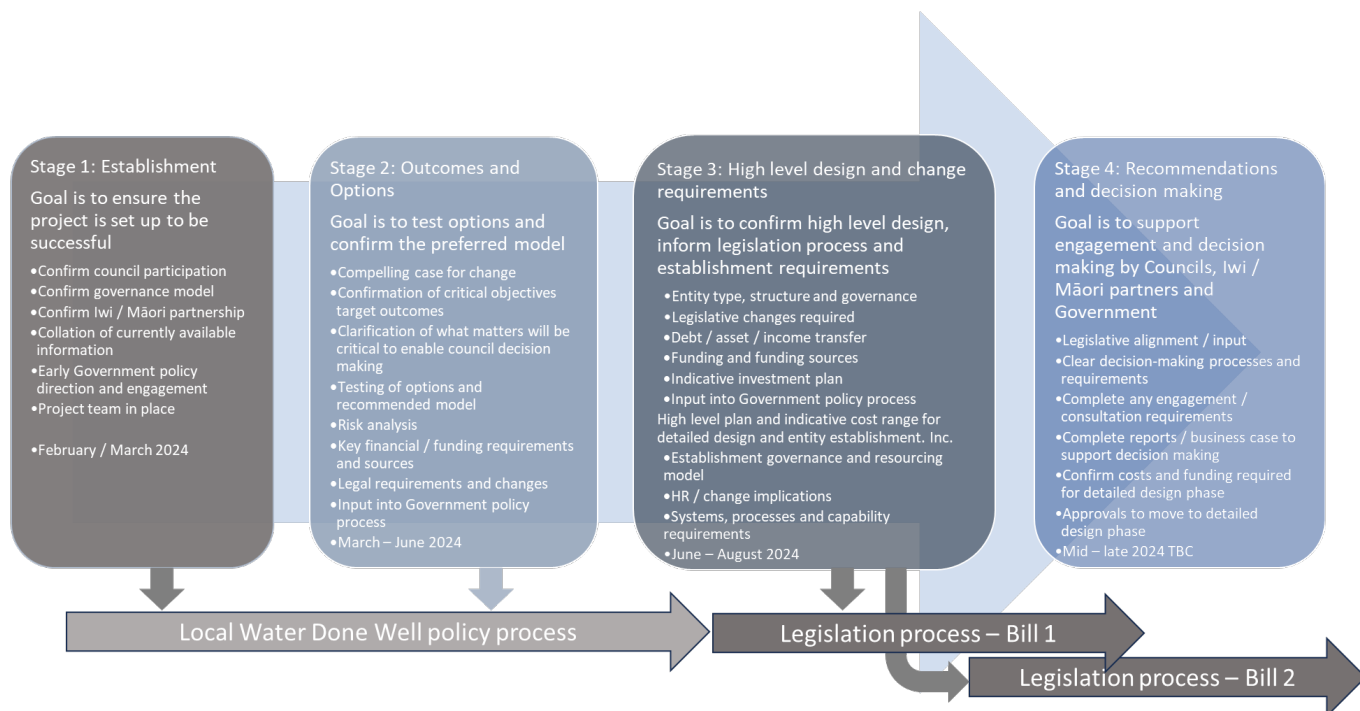 Stage 1: Establishment
Goal is to ensure the
project is set up to be
successful
•Confirm council participation
•Confirm governance model
•Confirm Iwi / Māori partnership
•Collation of currently available
information
•Early Government policy
direction and engagement
•Project team in place
•February / March 2024
Stage 2: Outcomes and
Options
Goal is to test options and
confirm the preferred model
•Compelling case for change
•Confirmation of critical objectives
target outcomes
•Clarification of what matters will be
critical to enable council decision
making
•Testing of options and
recommended model
•Risk analysis
•Key financial / funding requirements
and sources
•Legal requirements and changes
•Input into Government policy
process
•March – June 2024
Stage 3: High level design and change
requirements
Goal is to confirm high level design,
inform legislation process and
establishment requirements
•Entity type, structure and governance
•Legislative changes required
•Debt / asset / income transfer
•Funding and funding sources
•Indicative investment plan
•Input into Government policy process
High level plan and indicative cost range for
detailed design and entity establishment. Inc.
•Establishment governance and resourcing
model
•HR / change implications
•Systems, processes and capability
requirements
•June – August 2024
Stage 4: Recommendations
and decision making
Goal is to support
engagement and decision
making by Councils, Iwi /
Māori partners and
Government
•Legislative alignment / input
•Clear decision-making processes and
requirements
•Complete any engagement /
consultation requirements
•Complete reports / business case to
support decision making
•Confirm costs and funding required
for detailed design phase
•Approvals to move to detailed
design phase
•Mid – late 2024 TBC
Local Water Done Well policy process
Legislation process – Bill 1
Legislation process – Bill 2